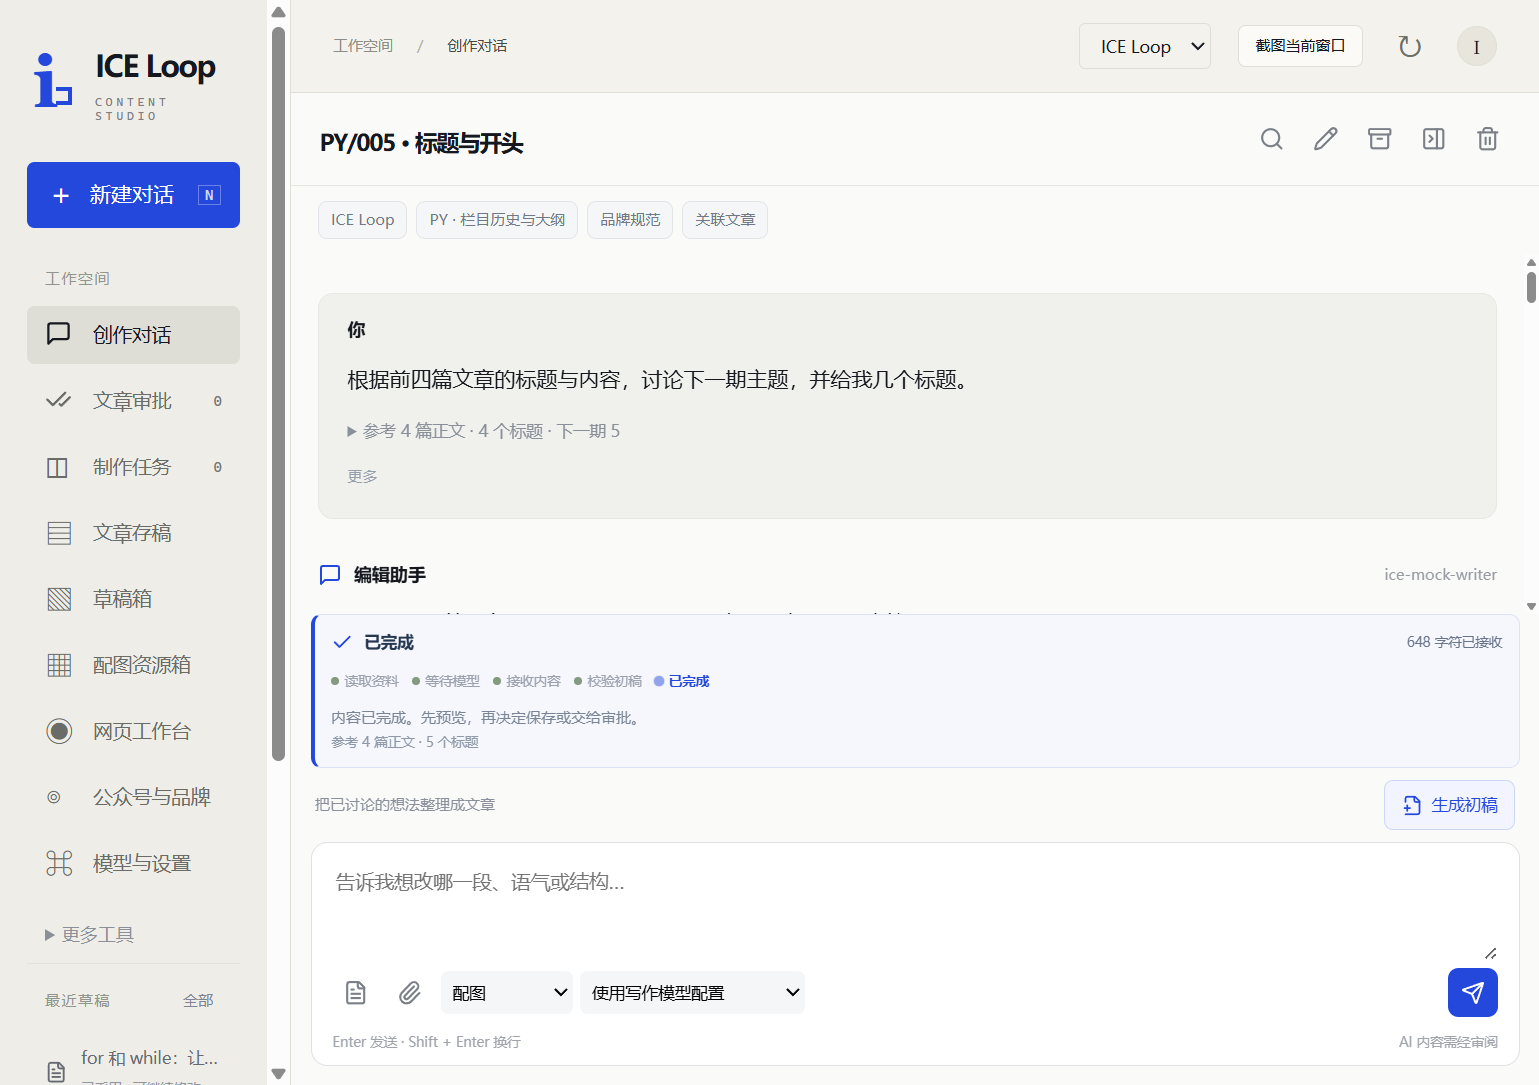 ICE Loop
CONTENT
STUDIO
+ 新建对话 N
工作空间
创作对话
文章审批 0
制作任务 0
文章存稿
草稿箱
配图资源箱
网页工作台
公众号与品牌
模型与设置
更多工具
最近草稿 全部
for 和 while：让...
工作空间 / 创作对话
ICE Loop
截图当前窗口
I
PY/005 • 标题与开头
ICE Loop
PY · 栏目历史与大纲
品牌规范
关联文章
你
根据前四篇文章的标题与内容，讨论下一期主题，并给我几个标题。
参考 4 篇正文 · 4 个标题 · 下一期 5
更多
编辑助手
ice-mock-writer
已完成
648 字符已接收
读取资料 等待模型 接收内容 校验初稿 已完成
内容已完成。先预览，再决定保存或交给审批。
参考 4 篇正文 · 5 个标题
把已讨论的想法整理成文章
生成初稿
告诉我想改哪一段、语气或结构...
配图
使用写作模型配置
Enter 发送 · Shift + Enter 换行
AI 内容需经审阅